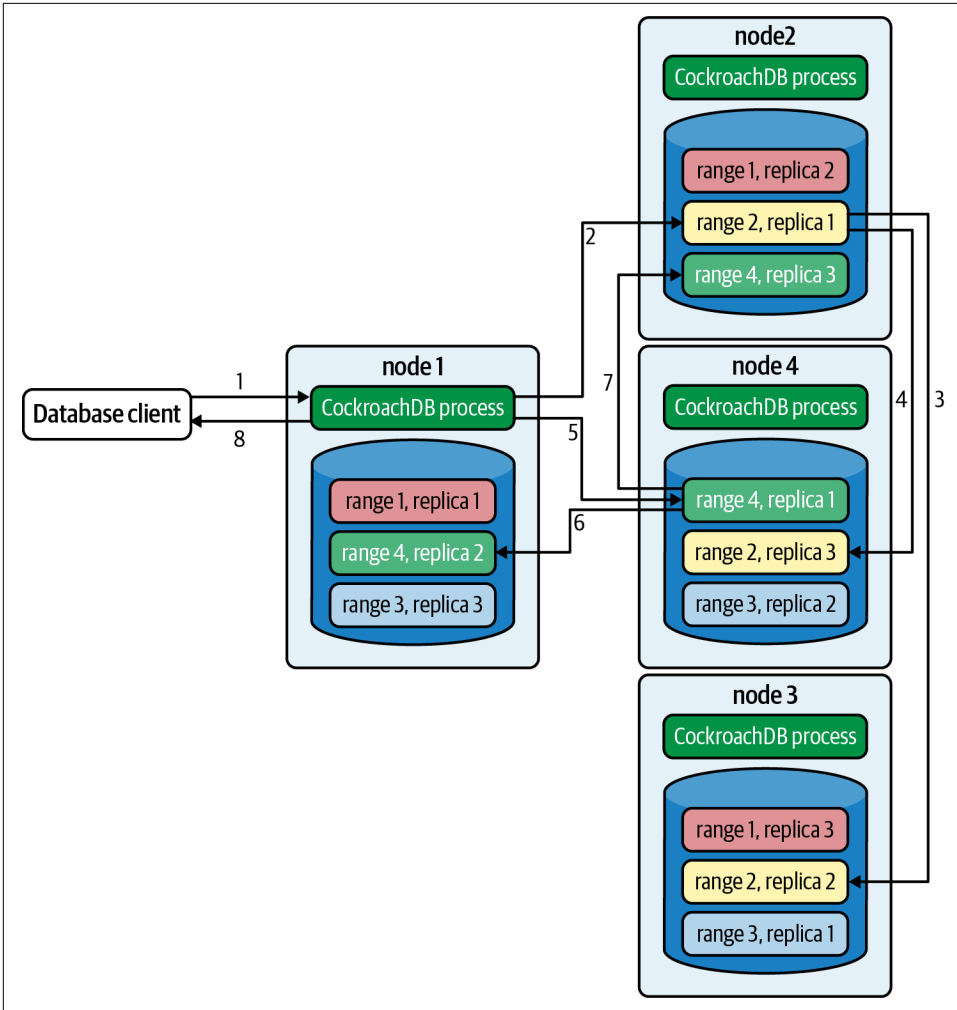 node2
CockroachDB process
range 1, replica 2
range 2, replica 1
range 4, replica 3
2
3
4
7
node 1
CockroachDB process
range 1, replica 1
range 4, replica 2
range 3, replica 3
Database client
1
8
5
6
node 4
CockroachDB process
range 4, replica 1
range 2, replica 3
range 3, replica 2
node 3
CockroachDB process
range 1, replica 3
range 2, replica 2
range 3, replica 1